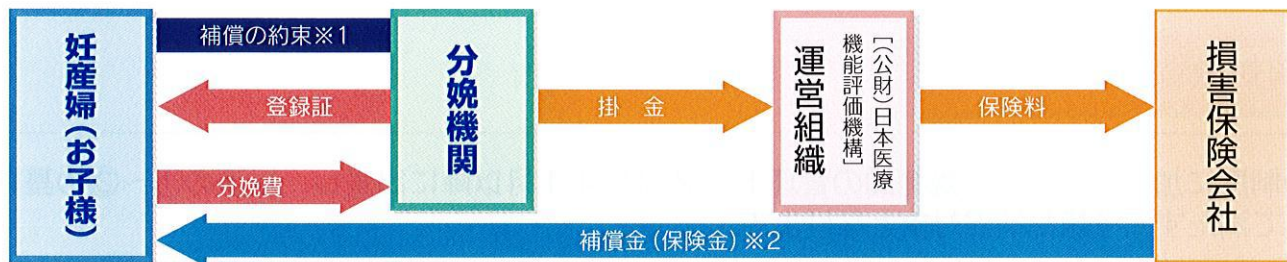 妊産婦（お子様）
補償の約束※1
登録証
分娩費
分娩機関
掛　金
運営組織
［（公財）日本医療
機能評価機構］
保険料
損害保険会社
補償金（保険金）※2